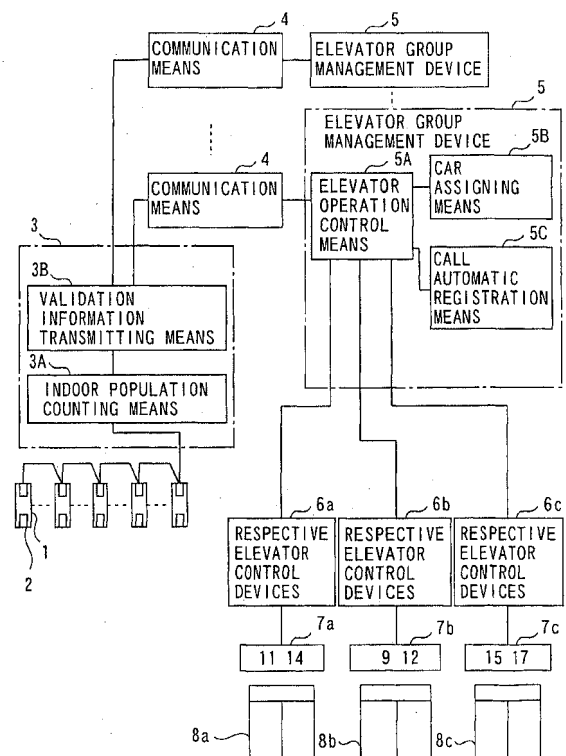 4
COMMUNICATION
MEANS
5
ELEVATOR GROUP
MANAGEMENT DEVICE
5
ELEVATOR GROUP
MANAGEMENT DEVICE
4
COMMUNICATION
MEANS
5A
ELEVATOR
OPERATION
CONTROL
MEANS
5B
CAR
ASSIGNING
MEANS
5C
CALL
AUTOMATIC
REGISTRATION
MEANS
3
3B
VALIDATION
INFORMATION
TRANSMITTING MEANS
3A
INDOOR POPULATION
COUNTING MEANS
1
2
6a
RESPECTIVE
ELEVATOR
CONTROL
DEVICES
6b
RESPECTIVE
ELEVATOR
CONTROL
DEVICES
6c
RESPECTIVE
ELEVATOR
CONTROL
DEVICES
7a
11 14
7b
9 12
7c
15 17
8a
8b
8c